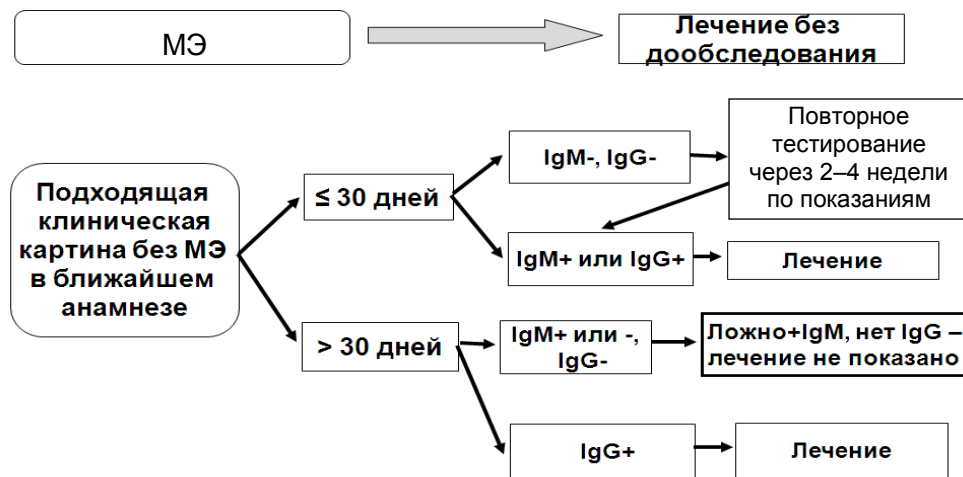 МЭ
Лечение без
дообследования
Подходящая
клиническая
картина без МЭ
в ближайшем
анамнезе
≤ 30 дней
IgM-, IgG-
Повторное
тестирование
через 2–4 недели
по показаниям
IgM+ или IgG+
Лечение
> 30 дней
IgM+ или -,
IgG-
Ложно+IgM, нет IgG –
лечение не показано
IgG+
Лечение